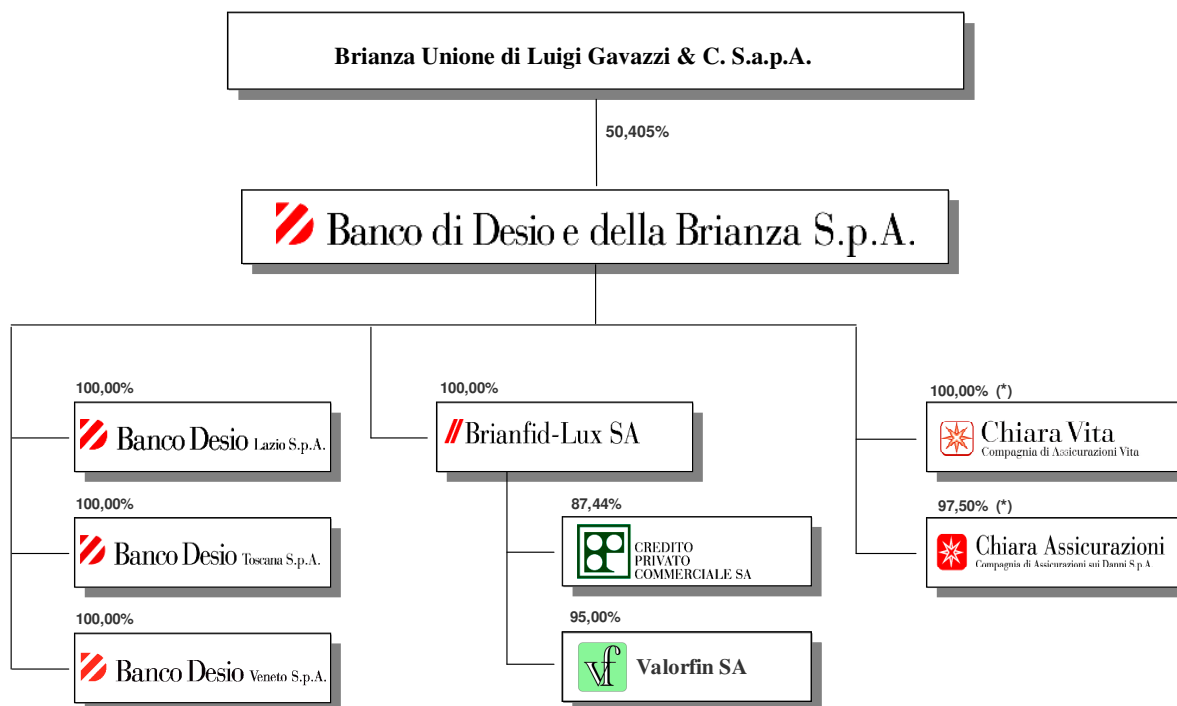 Brianza Unione di Luigi Gavazzi & C. S.a.p.A.
50,405%
Banco di Desio e della Brianza S.p.A.
100,00%
Banco Desio Lazio S.p.A.
100,00%
Banco Desio Toscana S.p.A.
100,00%
Banco Desio Veneto S.p.A.
100,00%
Brianfid-Lux SA
87,44%
CREDITO
PRIVATO
COMMERCIALE SA
95,00%
vf Valorfin SA
100,00% (*)
Chiara Vita
Compagnia di Assicurazioni Vita
97,50% (*)
Chiara Assicurazioni
Compagnia di Assicurazioni sui Danni S.p.A.